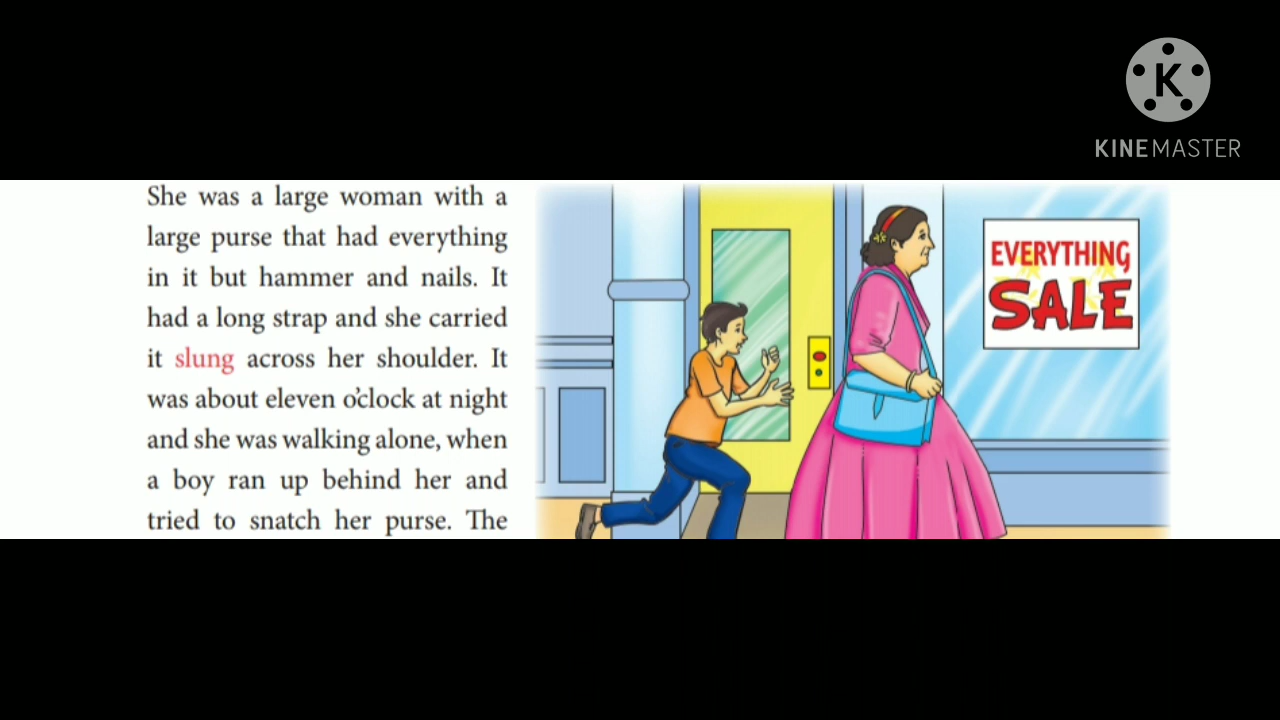 K
KINEMASTER
She was a large woman with a
large purse that had everything
in it but hammer and nails. It
had a long strap and she carried
it slung across her shoulder. It
was about eleven o'clock at night
and she was walking alone, when
a boy ran up behind her and
tried to snatch her purse. The
EVERYTHING
SALE